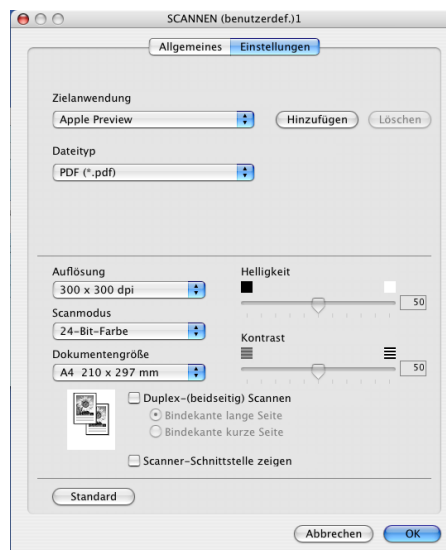 SCANNEN (benutzerdef.)1
Allgemeines Einstellungen
Zielanwendung
Apple Preview Hinzufügen Löschen
Dateityp
PDF (*.pdf)
Auflösung Helligkeit
300 x 300 dpi
50
Scanmodus
24-Bit-Farbe
Kontrast
Dokumentengröße
A4 210 x 297 mm 50
Duplex-(beidseitig) Scannen
Bindekante lange Seite
Bindekante kurze Seite
Scanner-Schnittstelle zeigen
Standard
Abbrechen OK